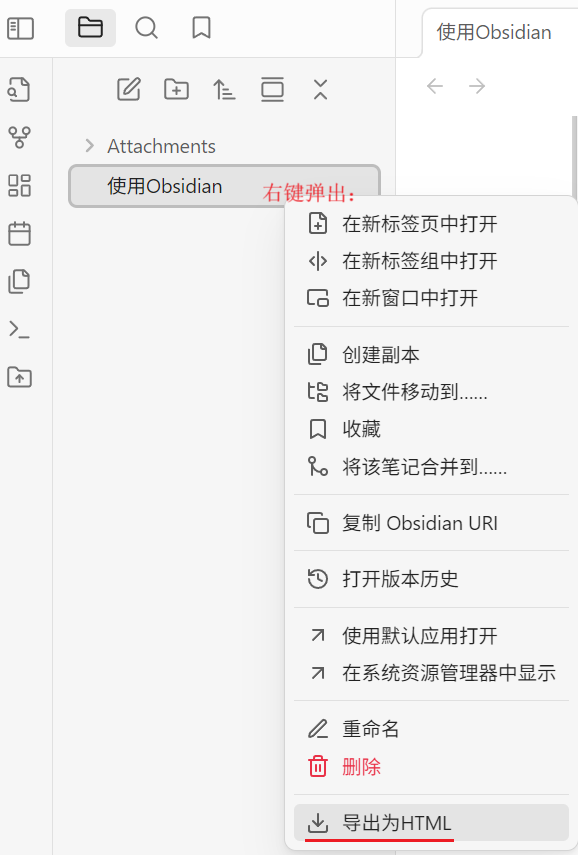 使用Obsidian
Attachments
使用Obsidian
右键弹出：
在新标签页中打开
在新标签组中打开
在新窗口中打开
创建副本
将文件移动到......
收藏
将该笔记合并到......
复制 Obsidian URI
打开版本历史
使用默认应用打开
在系统资源管理器中显示
重命名
删除
导出为HTML